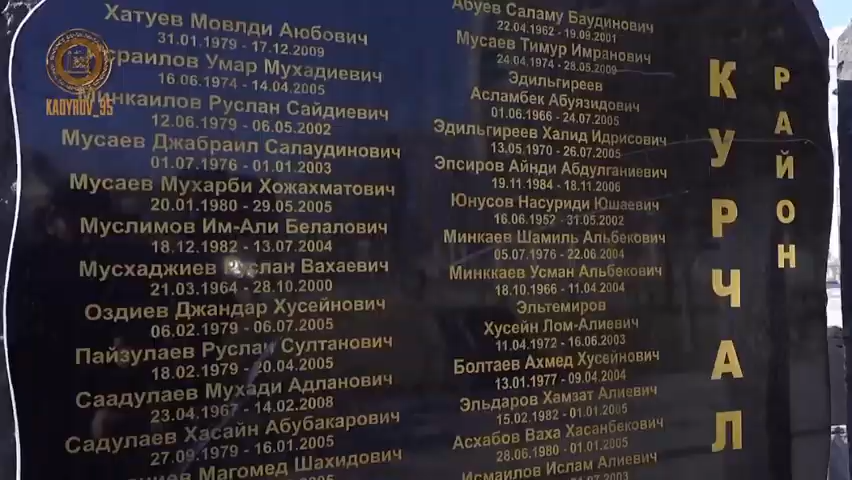 Хатуев Мовлди Аюбович
31.01.1979 - 17.12.2009
Исраилов Умар Мухадиевич
16.06.1974 - 14.04.2005
Минкаилов Руслан Сайдиевич
12.06.1979 - 06.05.2002
Мусаев Джабраил Салаудинович
01.07.1976 - 01.01.2003
Мусаев Мухарби Хожахматович
20.01.1980 - 29.05.2005
Муслимов Им-Али Белалович
18.12.1982 - 13.07.2004
Мусхаджиев Руслан Вахаевич
21.03.1964 - 28.10.2000
Оздиев Джандар Хусейнович
06.02.1979 - 06.07.2005
Пайзулаев Руслан Султанович
18.02.1979 - 20.04.2005
Саадулаев Мухади Адланович
23.04.1967 - 14.02.2008
Садулаев Хасайн Абубакарович
27.09.1979 - 16.01.2005
Магомед Шахидович
Абуев Саламу Баудинович
22.04.1962 - 19.09.2001
Мусаев Тимур Имранович
24.04.1974 - 28.05.2009
Эдильгиреев
Асламбек Абуязидович
01.06.1966 - 24.07.2005
Эдильгиреев Халид Идрисович
13.05.1970 - 26.07.2005
Эпсиров Айнди Абдулганиевич
19.11.1984 - 18.11.2006
Юнусов Насуриди Юшаевич
16.06.1952 - 31.05.2002
Минкаев Шамиль Альбекович
05.07.1976 - 22.06.2004
Минккаев Усман Альбекович
18.10.1966 - 11.04.2004
Эльтемиров
Хусейн Лом-Алиевич
11.04.1972 - 16.06.2003
Болтаев Ахмед Хусейнович
13.01.1977 - 09.04.2004
Эльдаров Хамзат Алиевич
15.02.1982 - 01.01.2005
Асхабов Ваха Хасанбекович
28.06.1980 - 01.01.2005
Исмаилов Ислам Алиевич
КУРЧАЛ
РАЙОН
KADYROV_95